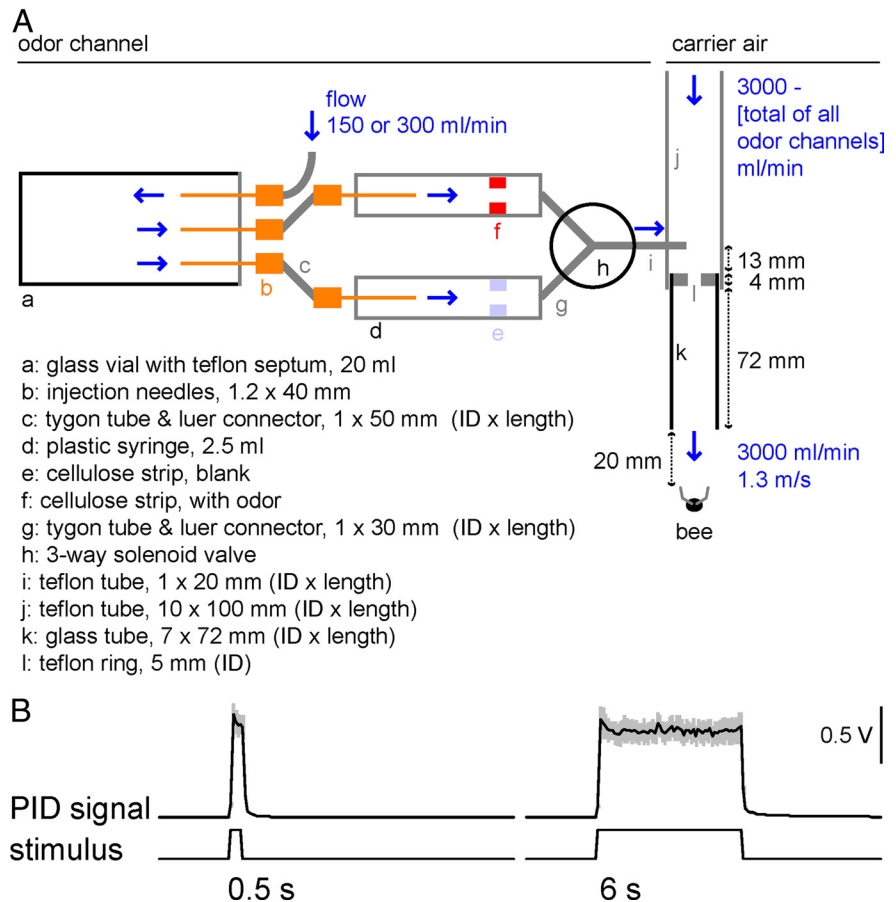 A
odor channel
carrier air
flow
150 or 300 ml/min
3000 -
[total of all
odor channels]
ml/min
j
f
h
i
13 mm
4 mm
a
b
c
d
e
g
l
k
72 mm
20 mm
3000 ml/min
1.3 m/s
bee
a: glass vial with teflon septum, 20 ml
b: injection needles, 1.2 x 40 mm
c: tygon tube & luer connector, 1 x 50 mm (ID x length)
d: plastic syringe, 2.5 ml
e: cellulose strip, blank
f: cellulose strip, with odor
g: tygon tube & luer connector, 1 x 30 mm (ID x length)
h: 3-way solenoid valve
i: teflon tube, 1 x 20 mm (ID x length)
j: teflon tube, 10 x 100 mm (ID x length)
k: glass tube, 7 x 72 mm (ID x length)
l: teflon ring, 5 mm (ID)
B
0.5 V
PID signal
stimulus
0.5 s
6 s